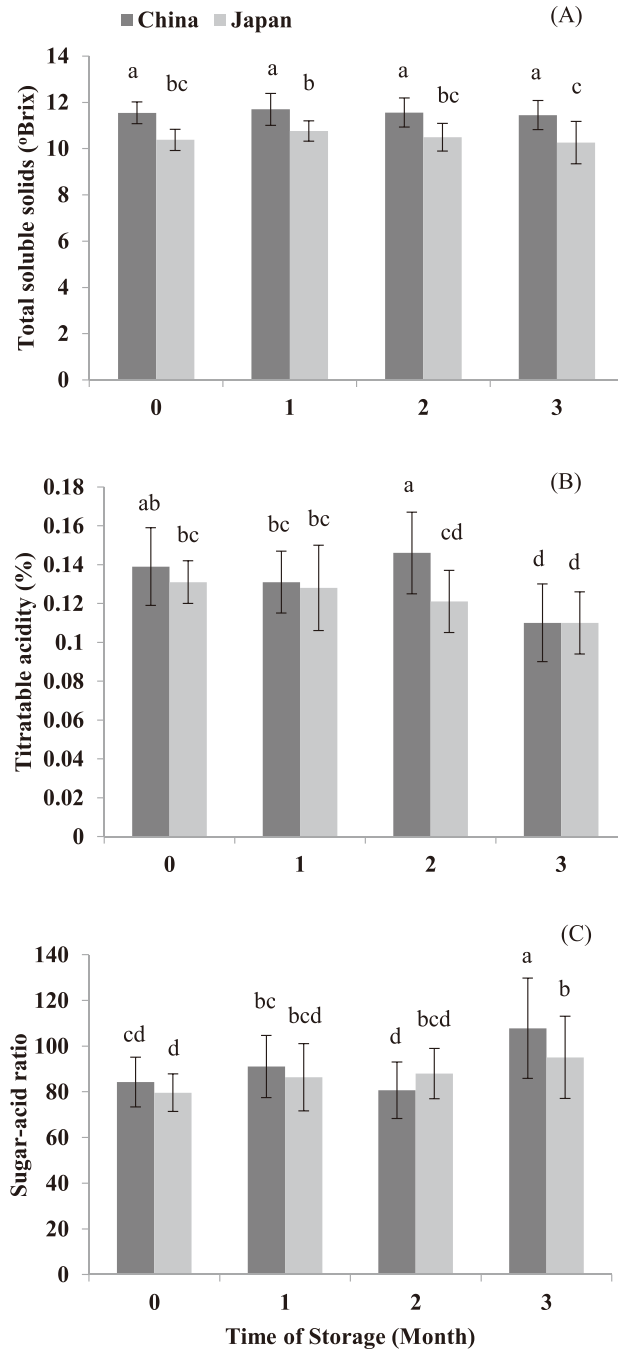 China Japan (A)
Total soluble solids (ºBrix)
14
12
10
8
6
4
2
0
a bc a b a bc a c
0 1 2 3
(B)
Titratable acidity (%)
0.18
0.16
0.14
0.12
0.1
0.08
0.06
0.04
0.02
0
ab bc bc bc a cd d d
0 1 2 3
(C)
Sugar-acid ratio
140
120
100
80
60
40
20
0
cd d bc bcd d bcd a b
0 1 2 3
Time of Storage (Month)